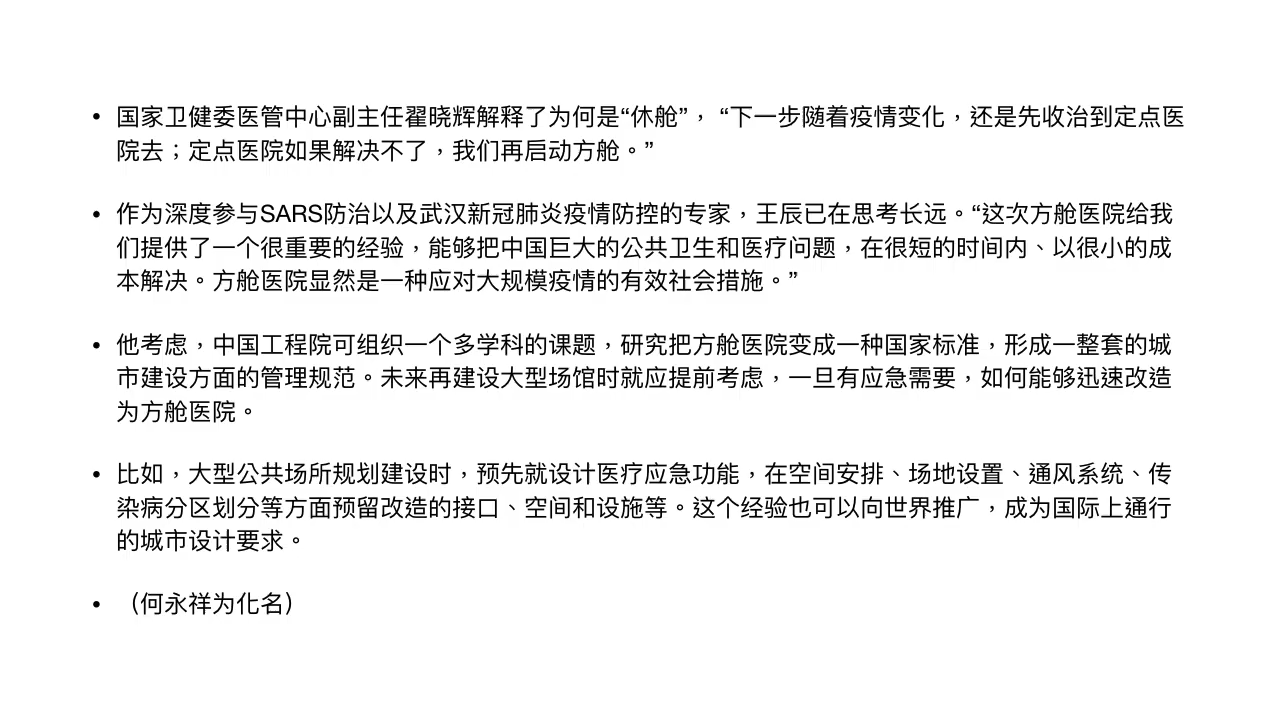 • 国家卫健委医管中心副主任翟晓辉解释了为何是“休舱”， “下一步随着疫情变化，还是先收治到定点医
院去；定点医院如果解决不了，我们再启动方舱。”
• 作为深度参与SARS防治以及武汉新冠肺炎疫情防控的专家，王辰已在思考长远。“这次方舱医院给我
们提供了一个很重要的经验，能够把中国巨大的公共卫生和医疗问题，在很短的时间内、以很小的成
本解决。方舱医院显然是一种应对大规模疫情的有效社会措施。”
• 他考虑，中国工程院可组织一个多学科的课题，研究把方舱医院变成一种国家标准，形成一整套的城
市建设方面的管理规范。未来再建设大型场馆时就应提前考虑，一旦有应急需要，如何能够迅速改造
为方舱医院。
• 比如，大型公共场所规划建设时，预先就设计医疗应急功能，在空间安排、场地设置、通风系统、传
染病分区划分等方面预留改造的接口、空间和设施等。这个经验也可以向世界推广，成为国际上通行
的城市设计要求。
• （何永祥为化名）